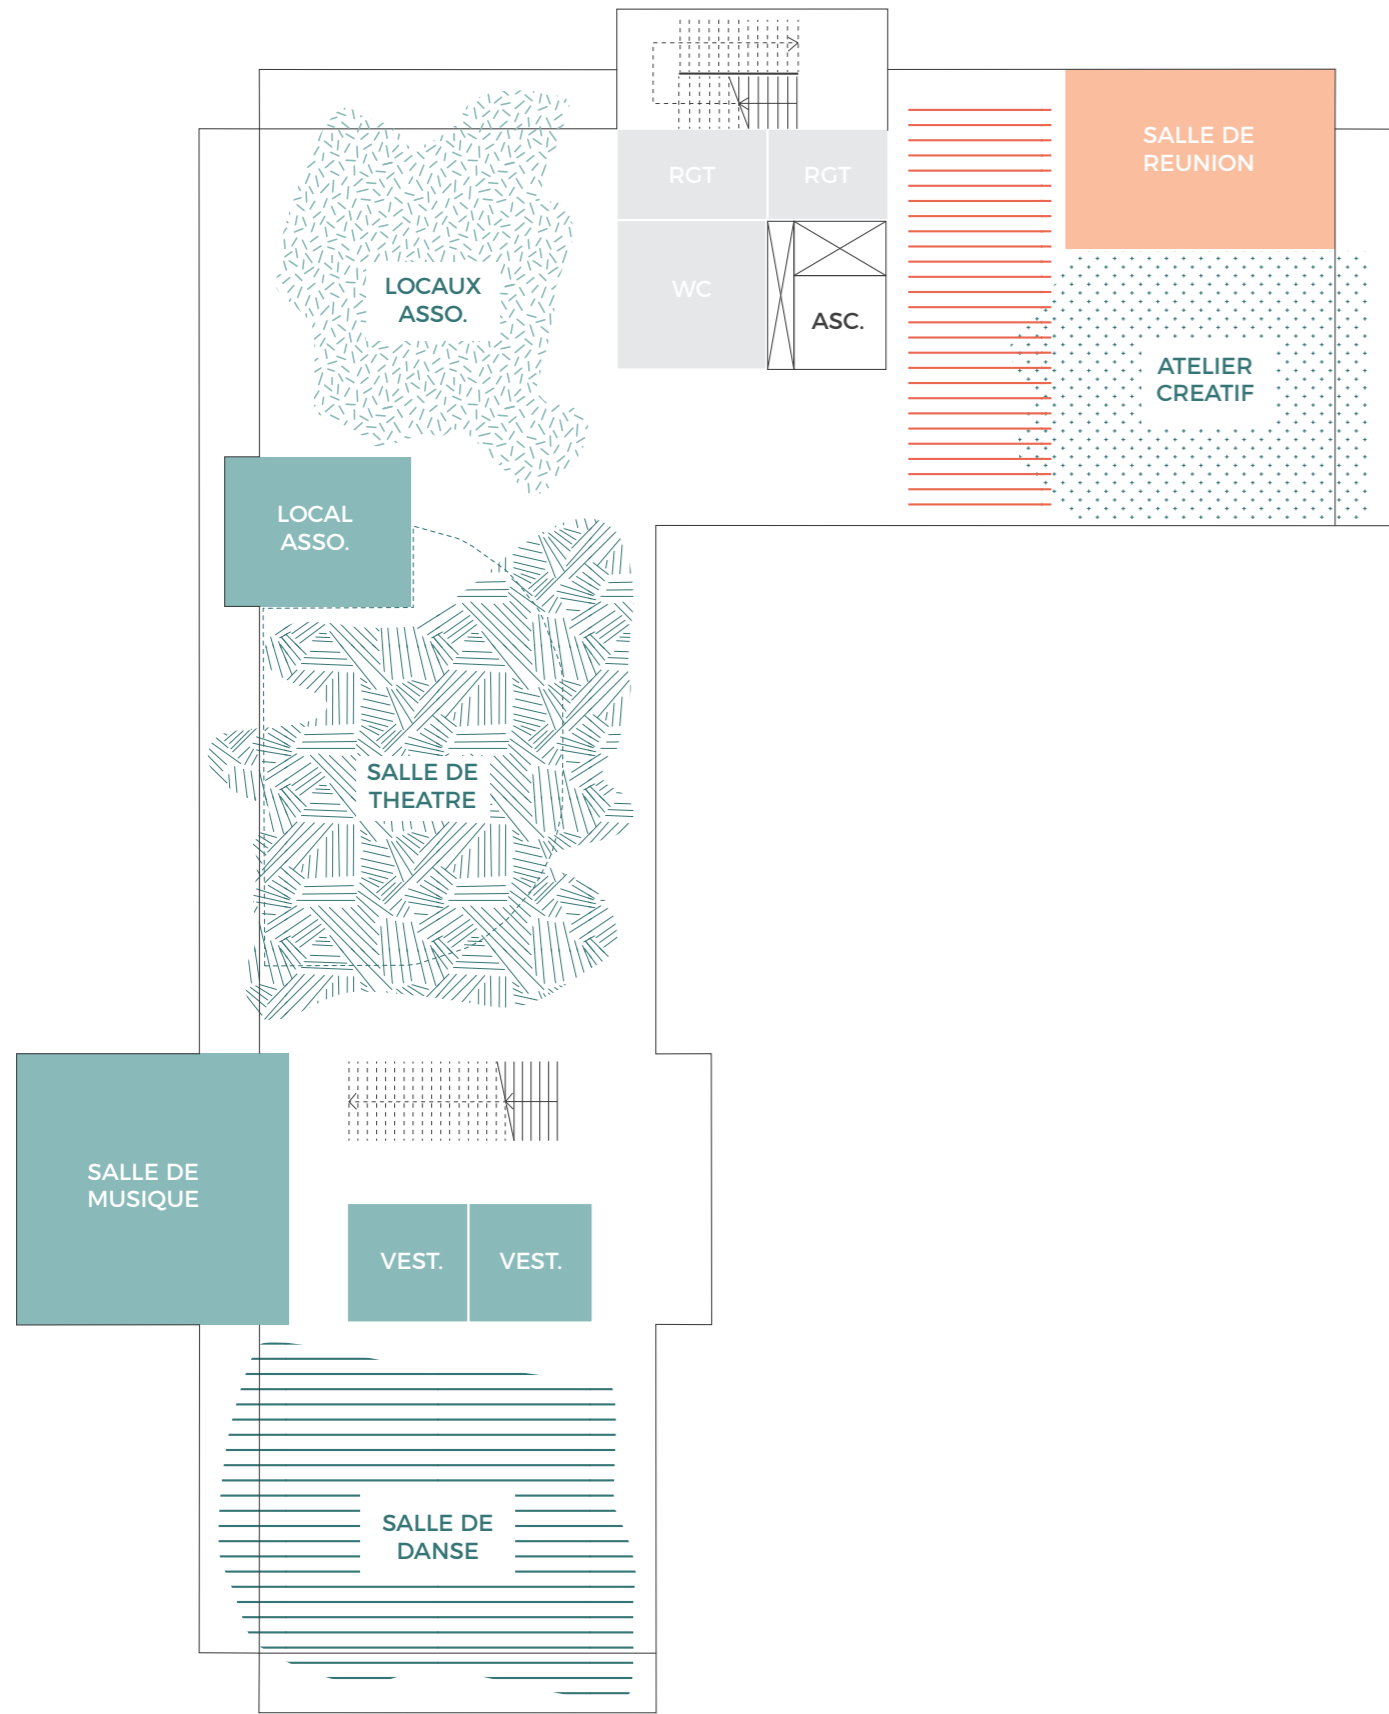 SALLE DE
REUNION
RGT
RGT
LOCAUX
ASSO.
WC
ASC.
ATELIER
CREATIF
LOCAL
ASSO.
SALLE DE
THEATRE
SALLE DE
MUSIQUE
VEST.
VEST.
SALLE DE
DANSE